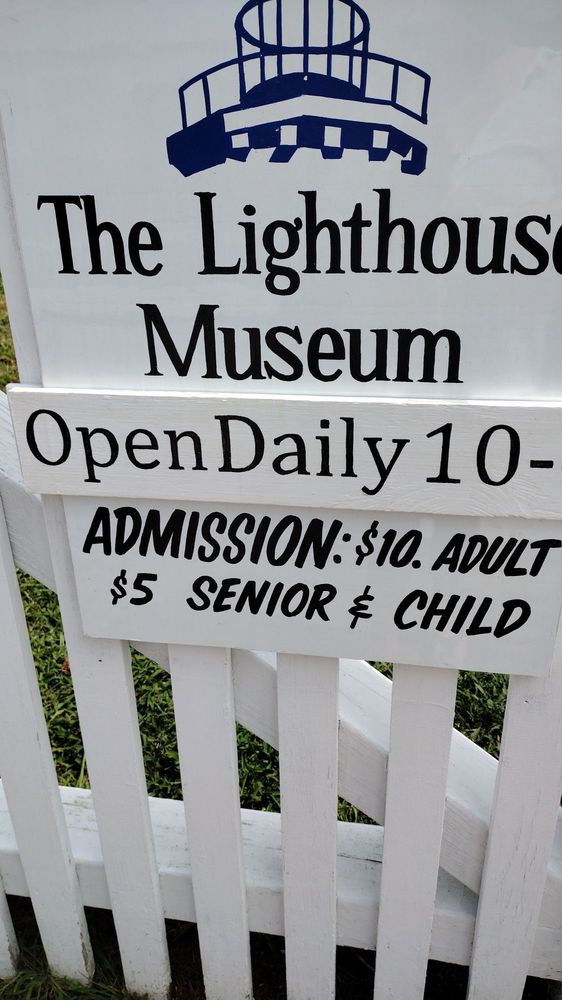 The Lighthous
Museum
Open Daily 10-
ADMISSION: $10. ADULT
$5 SENIOR & CHILD